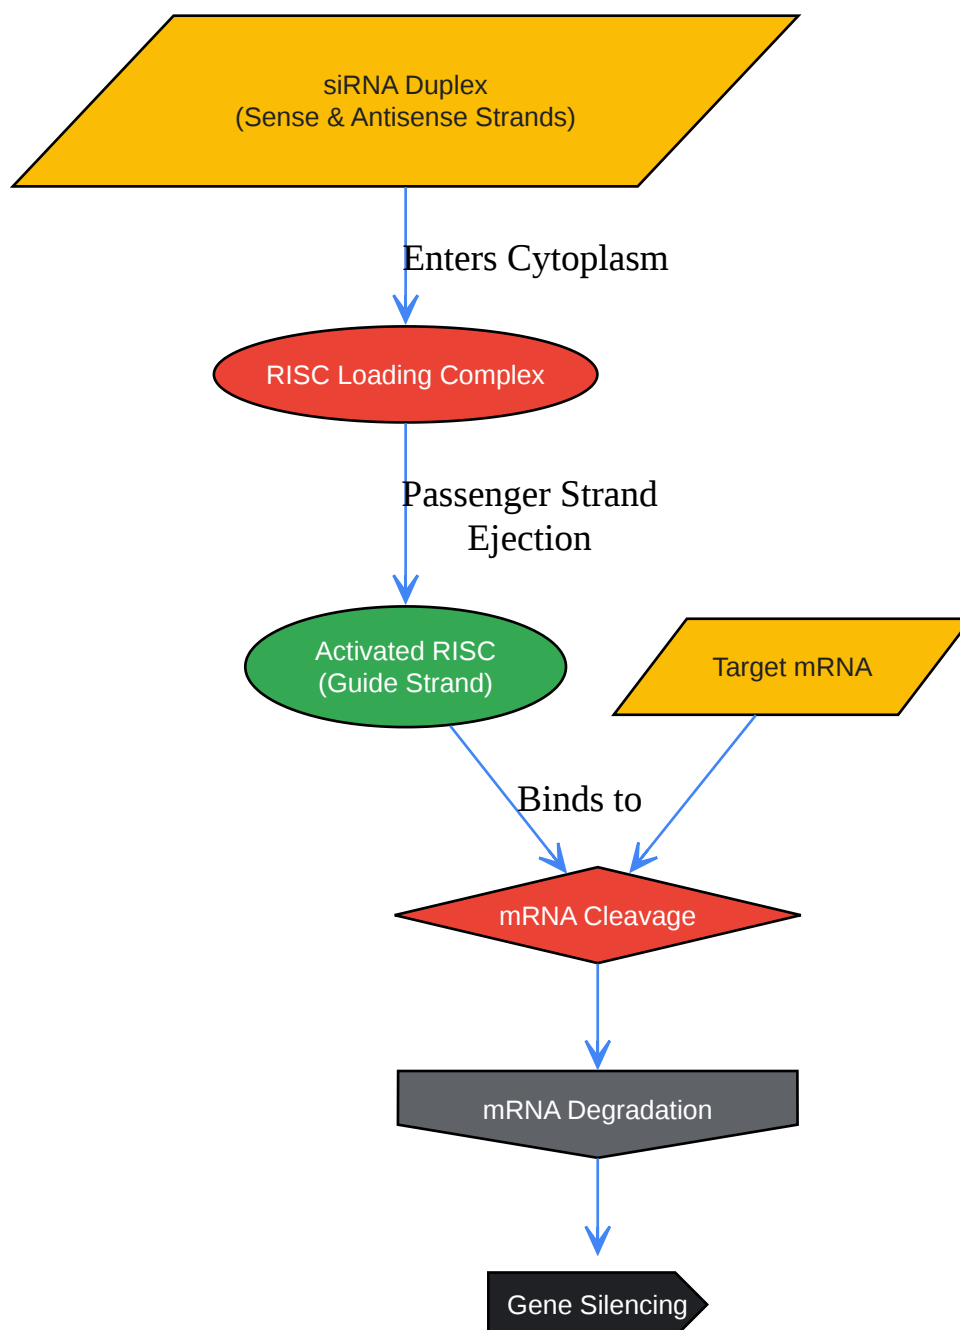 siRNA Duplex
(Sense & Antisense Strands)
Enters Cytoplasm
RISC Loading Complex
Passenger Strand
Ejection
Activated RISC
(Guide Strand)
Target mRNA
Binds to
mRNA Cleavage
mRNA Degradation
Gene Silencing